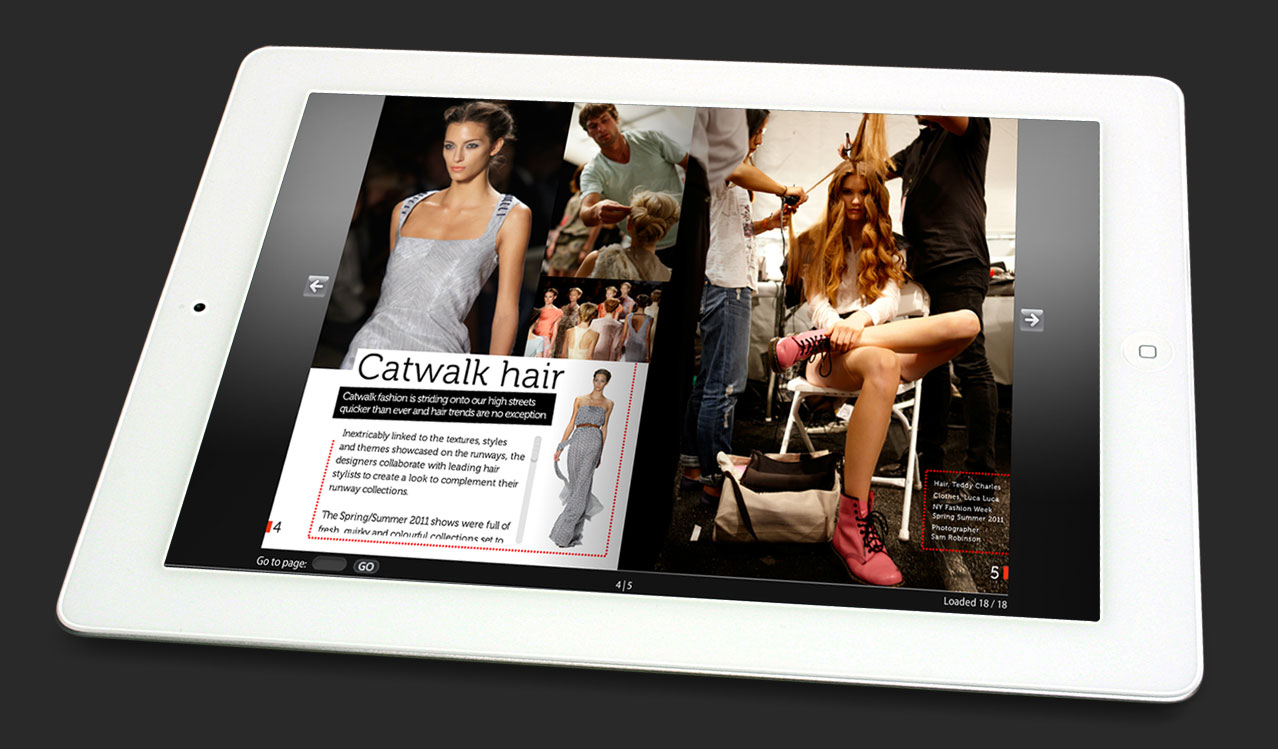 Catwalk hair
Catwalk fashion is striding onto our high streets
quicker than ever and hair trends are no exception
Inextricably linked to the textures, styles
and themes showcased on the runways, the
designers collaborate with leading hair
stylists to create a look to complement their
runway collections.
The Spring/Summer 2011 shows were full of
fresh, quirky and colourful collections set to
4
Hair, Teddy Charles
Clothes, Luca Luca
NY Fashion Week
Spring Summer 2011
Photographer
Sam Robinson
5
Go to page:
GO
4 | 5
Loaded 18 / 18